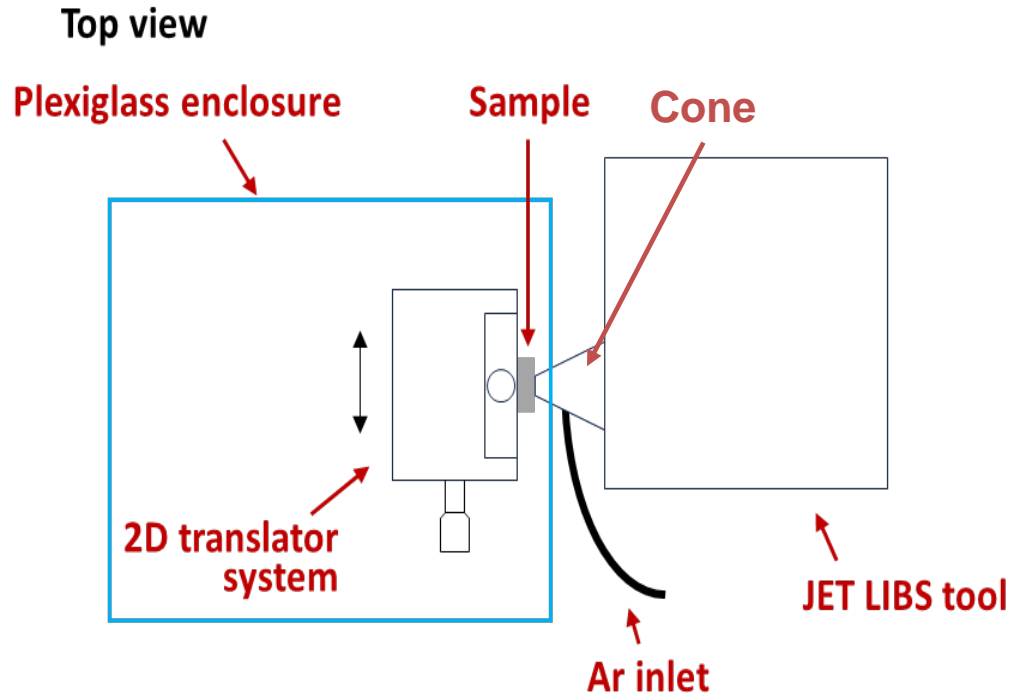 Top view
Plexiglass enclosure
Sample
Cone
2D translator
system
JET LIBS tool
Ar inlet